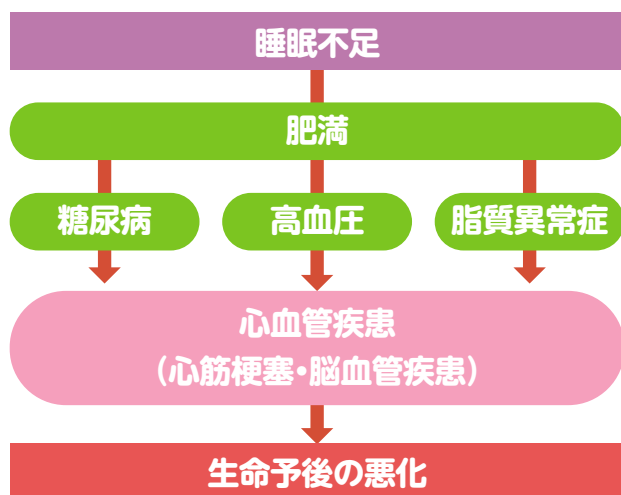 睡眠不足
肥満
糖尿病
高血圧
脂質異常症
心血管疾患
（心筋梗塞・脳血管疾患）
生命予後の悪化